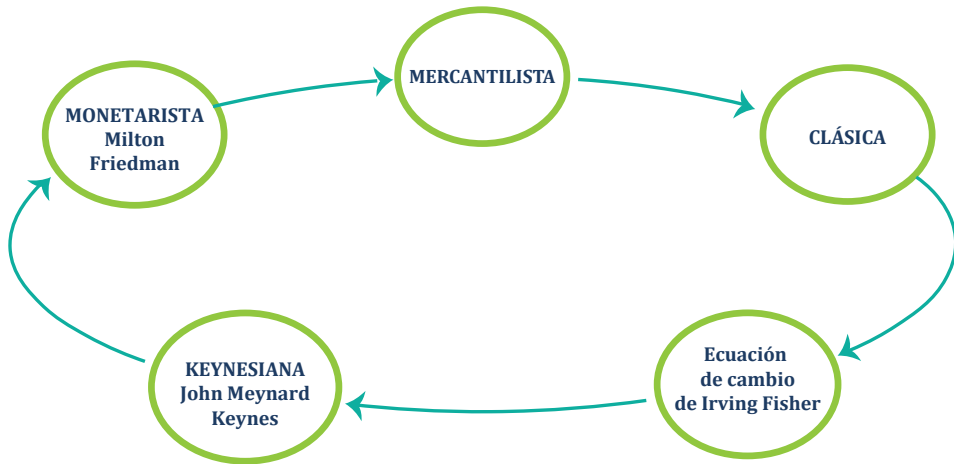 MERCANTILISTA
CLÁSICA
Ecuación
de cambio
de Irving Fisher
KEYNESIANA
John Meynard
Keynes
MONETARISTA
Milton
Friedman